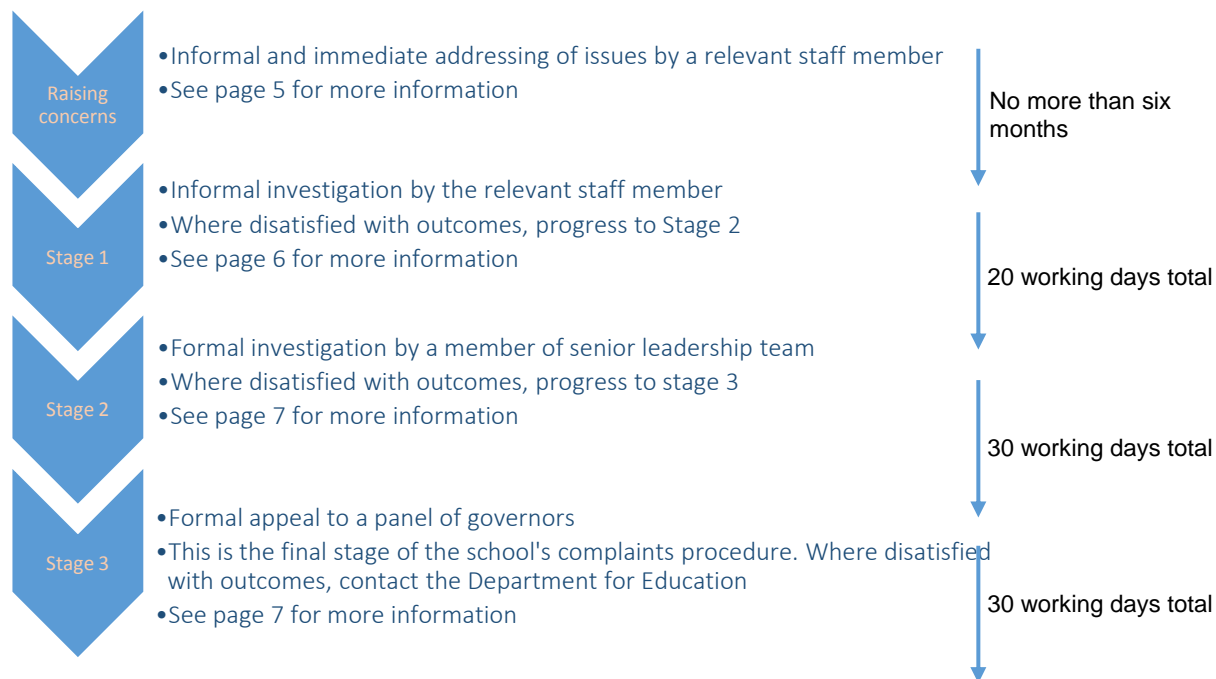 Raising
concerns
•Informal and immediate addressing of issues by a relevant staff member
•See page 5 for more information
No more than six
months
Stage 1
•Informal investigation by the relevant staff member
•Where disatisfied with outcomes, progress to Stage 2
•See page 6 for more information
20 working days total
Stage 2
•Formal investigation by a member of senior leadership team
•Where disatisfied with outcomes, progress to stage 3
•See page 7 for more information
30 working days total
Stage 3
•Formal appeal to a panel of governors
•This is the final stage of the school's complaints procedure. Where disatisfied
with outcomes, contact the Department for Education
•See page 7 for more information
30 working days total